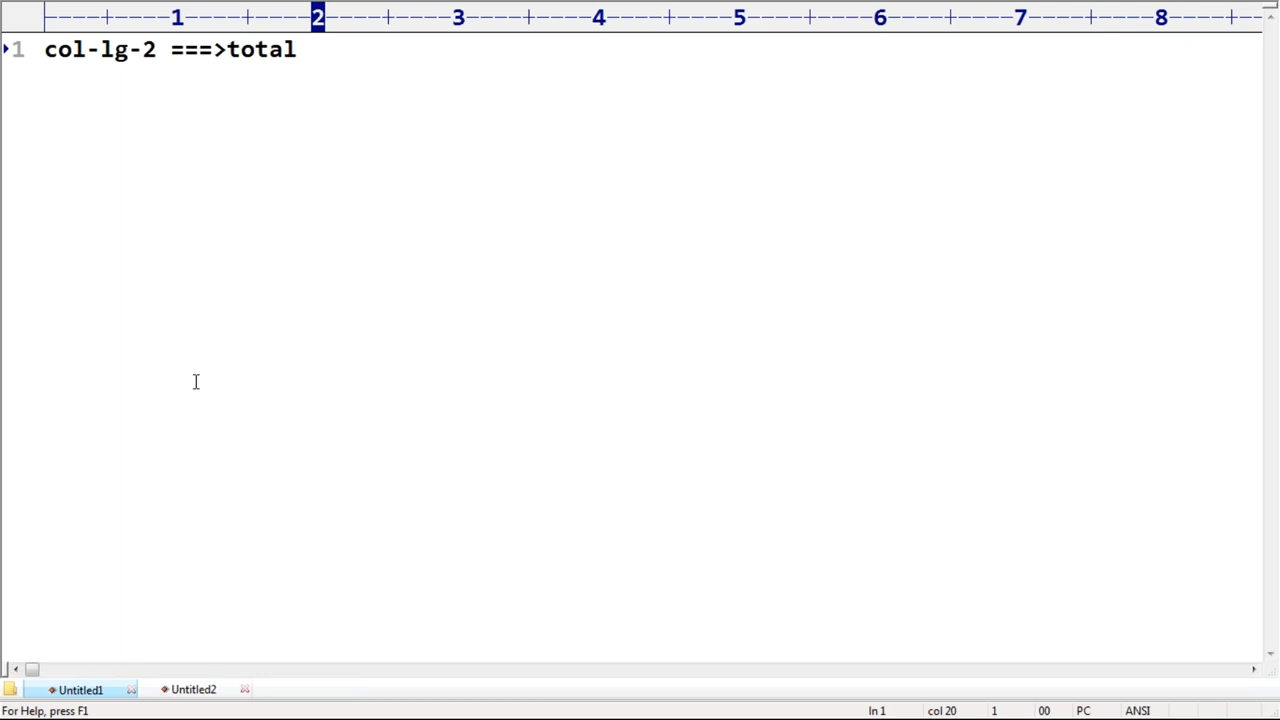 ----+----1----+----2----+----3----+----4----+----5----+----6----+----7----+----8----+--
1 col-lg-2 ===>total
Untitled1 Untitled2
For Help, press F1 ln 1 col 20 1 00 PC ANSI